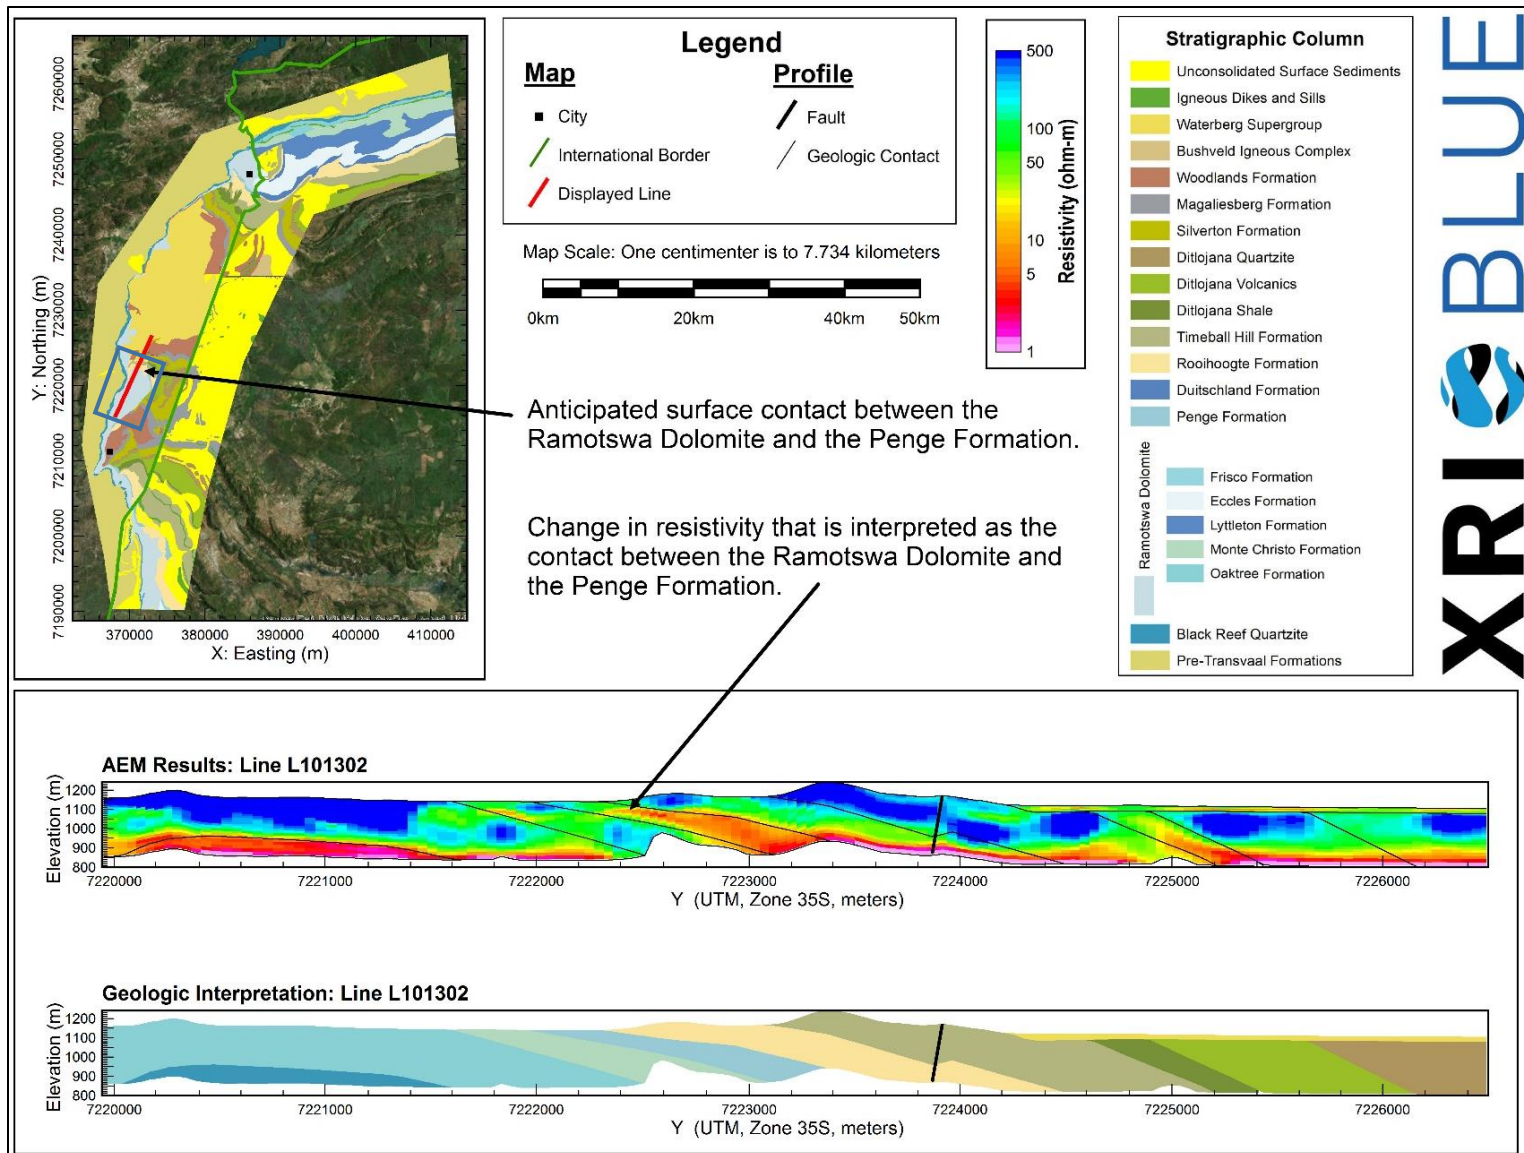 7260000
7250000
7240000
7230000
7220000
7210000
7200000
7190000
Y: Northing (m)
370000 380000 390000 400000 410000
X: Easting (m)
Legend
Map
City
International Border
Displayed Line
Profile
Fault
Geologic Contact
Map Scale: One centimenter is to 7.734 kilometers
0km 20km 40km 50km
500
100
50
10
5
1
Resistivity (ohm-m)
Anticipated surface contact between the
Ramotswa Dolomite and the Penge Formation.
Change in resistivity that is interpreted as the
contact between the Ramotswa Dolomite and
the Penge Formation.
Stratigraphic Column
Unconsolidated Surface Sediments
Igneous Dikes and Sills
Waterberg Supergroup
Bushveld Igneous Complex
Woodlands Formation
Magaliesberg Formation
Silverton Formation
Ditlojana Quartzite
Ditlojana Volcanics
Ditlojana Shale
Timeball Hill Formation
Rooihoogte Formation
Duitschland Formation
Penge Formation
Ramotswa Dolomite
Frisco Formation
Eccles Formation
Lyttleton Formation
Monte Christo Formation
Oaktree Formation
Black Reef Quartzite
Pre-Transvaal Formations
XRI BLUE
AEM Results: Line L101302
Elevation (m)
1200
1100
1000
900
800
7220000 7221000 7222000 7223000 7224000 7225000 7226000
Y (UTM, Zone 35S, meters)
Geologic Interpretation: Line L101302
Elevation (m)
1200
1100
1000
900
800
7220000 7221000 7222000 7223000 7224000 7225000 7226000
Y (UTM, Zone 35S, meters)